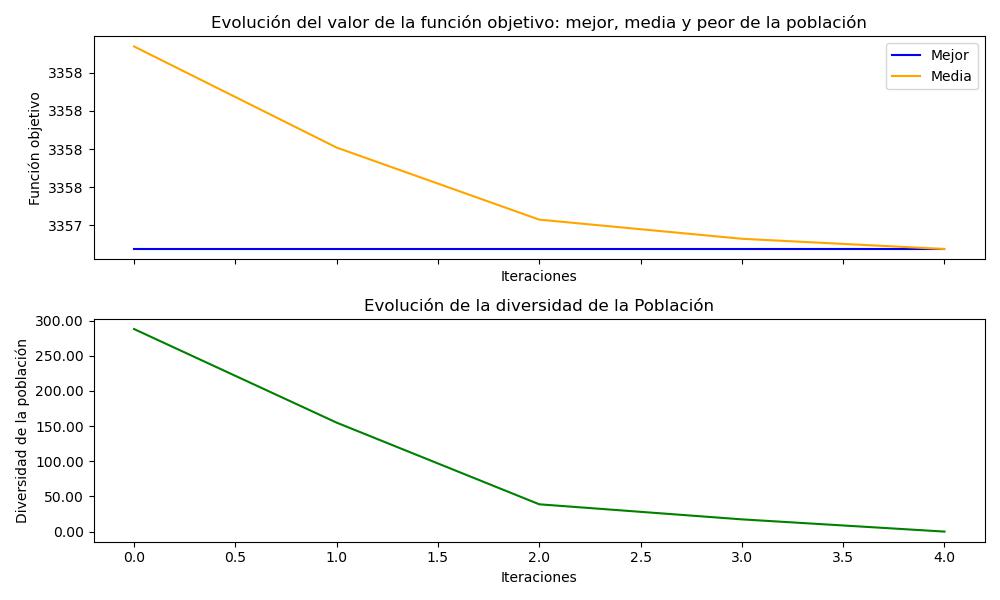 Evolución del valor de la función objetivo: mejor, media y peor de la población
Mejor
Media
3358
3358
3358
3358
3357
Función objetivo
Iteraciones
Evolución de la diversidad de la Población
300.00
250.00
200.00
150.00
100.00
50.00
0.00
Diversidad de la población
0.0 0.5 1.0 1.5 2.0 2.5 3.0 3.5 4.0
Iteraciones